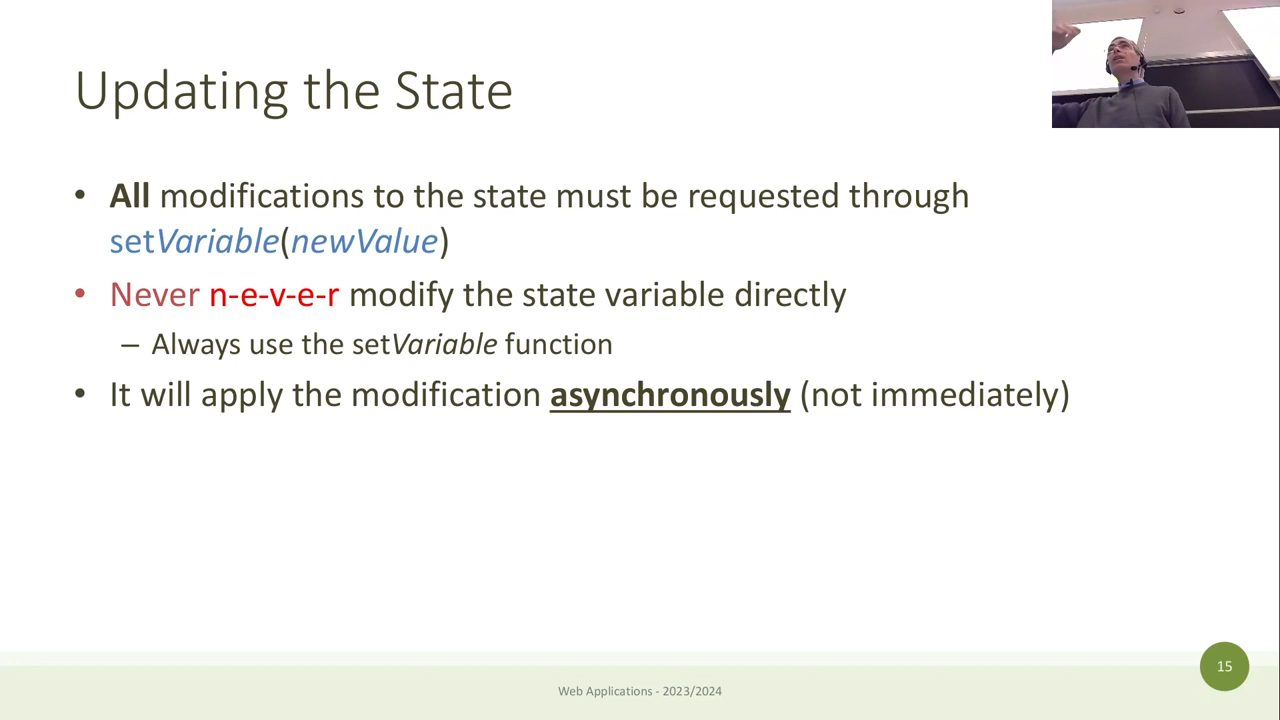 Updating the State
• All modifications to the state must be requested through
setVariable(newValue)
• Never n-e-v-e-r modify the state variable directly
– Always use the setVariable function
• It will apply the modification asynchronously (not immediately)
15
Web Applications - 2023/2024